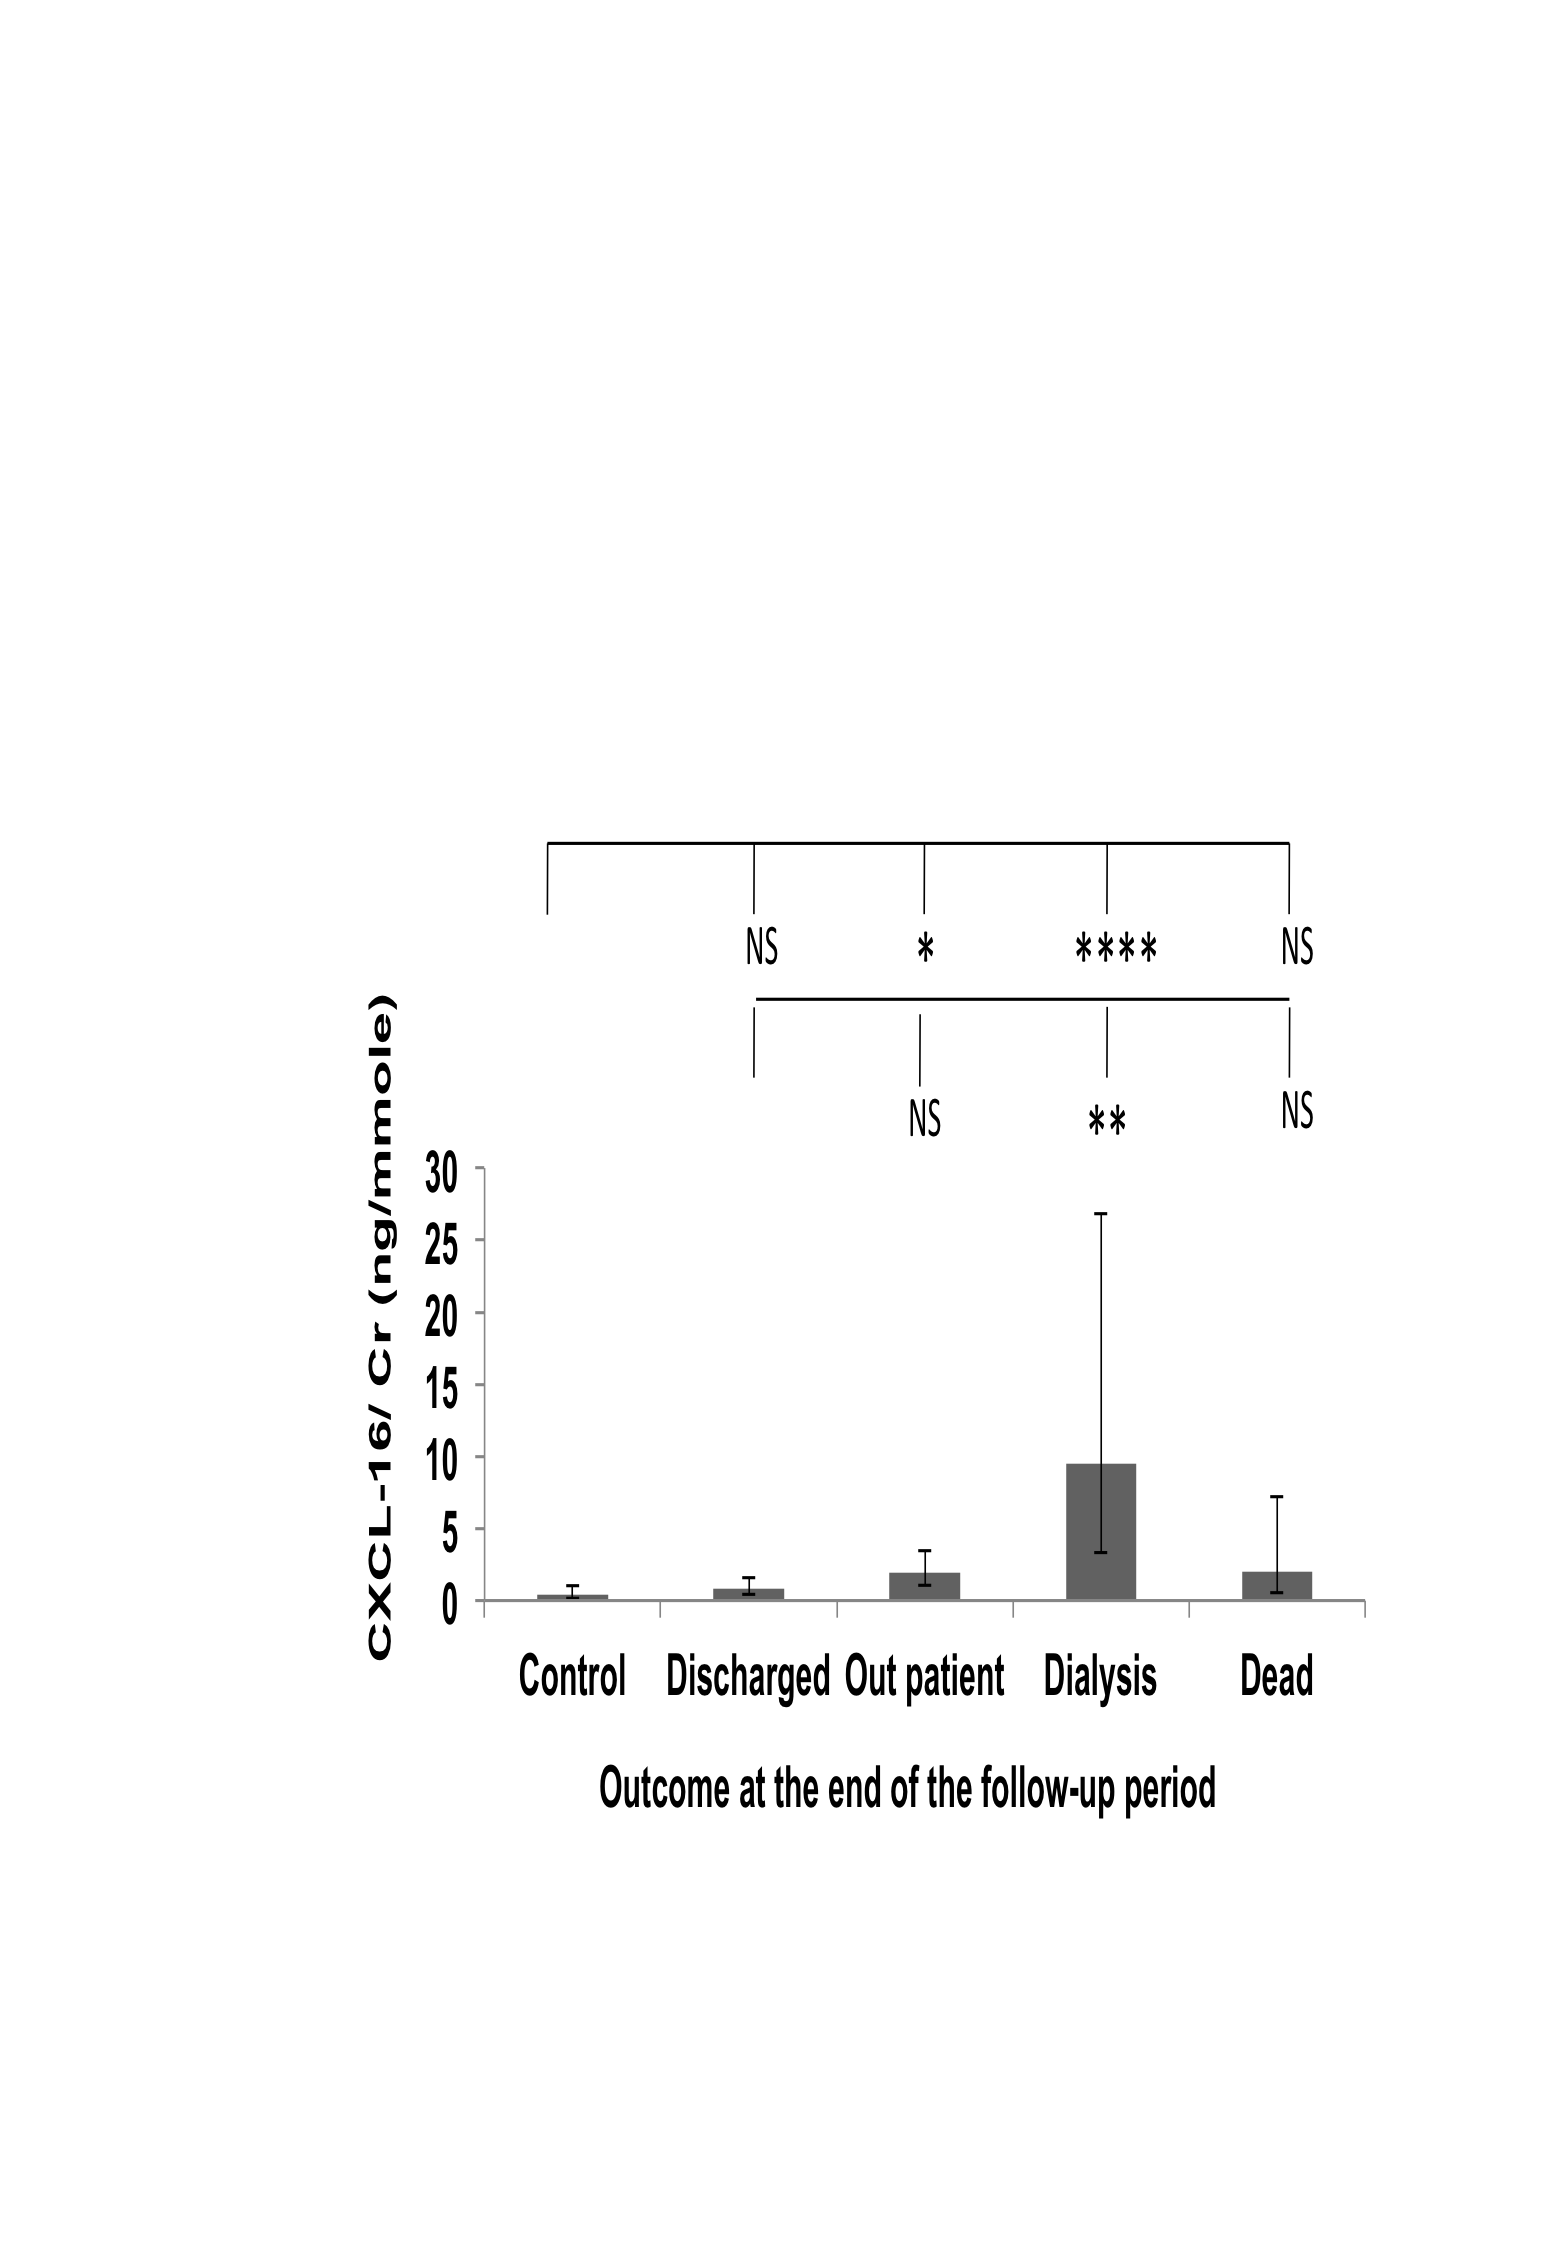 NS * **** NS
NS ** NS
CXCL-16/ Cr (ng/mmole)
30
25
20
15
10
5
0
Control Discharged Out patient Dialysis Dead
Outcome at the end of the follow-up period